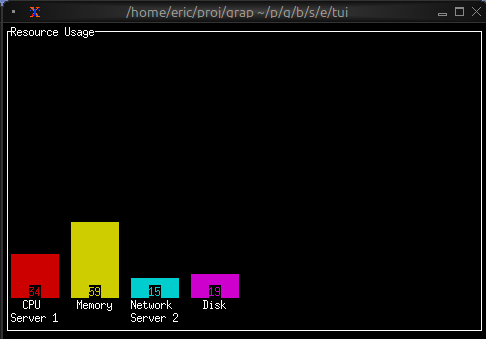 /home/eric/proj/grap ~/p/g/b/s/e/tui
Resource Usage
34 59 15 19
CPU Memory Network Disk
Server 1 Server 2